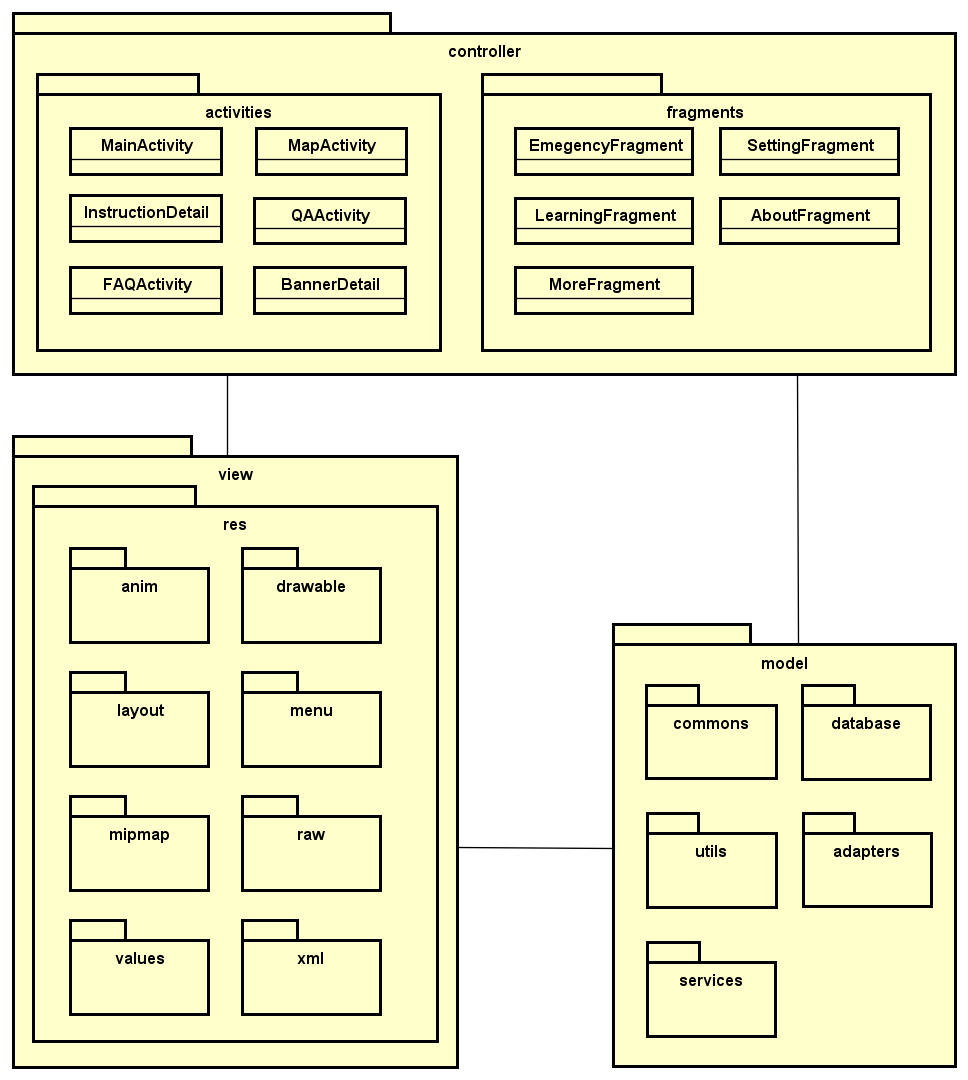 controller
activities
MainActivity
MapActivity
InstructionDetail
QAActivity
FAQActivity
BannerDetail
fragments
EmegencyFragment
SettingFragment
LearningFragment
AboutFragment
MoreFragment
view
res
anim
drawable
layout
menu
mipmap
raw
values
xml
model
commons
database
utils
adapters
services